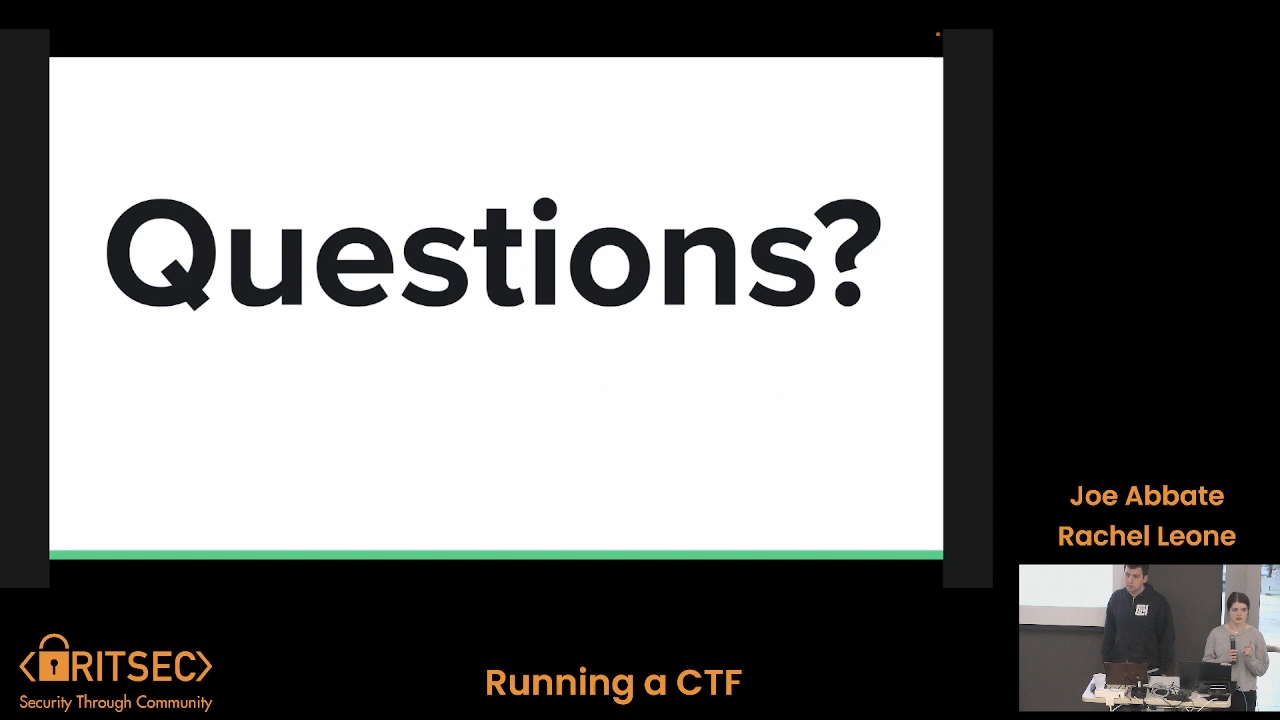 Questions?
Joe Abbate
Rachel Leone
RITSEC
Security Through Community
Running a CTF